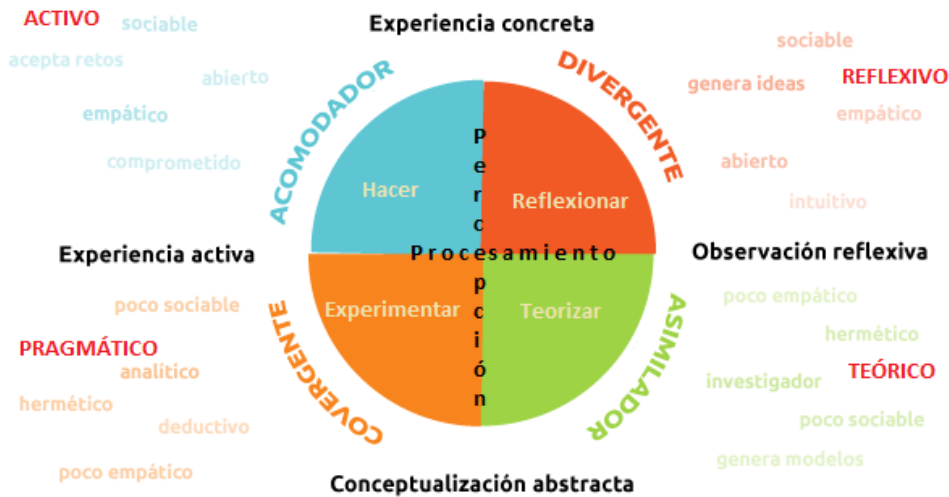 ACTIVO
sociable
acepta retos
abierto
empático
comprometido
Experiencia concreta
sociable
genera ideas
REFLEXIVO
empático
abierto
intuitivo
ACOMODADOR
DIVERGENTE
Hacer
Reflexionar
Percepción
Procesamiento
Experiencia activa
Observación reflexiva
Experimentar
Teorizar
COVERGENTE
ASIMILADOR
poco sociable
PRAGMÁTICO
analítico
hermético
deductivo
poco empático
poco empático
hermético
investigador
TEÓRICO
poco sociable
genera modelos
Conceptualización abstracta